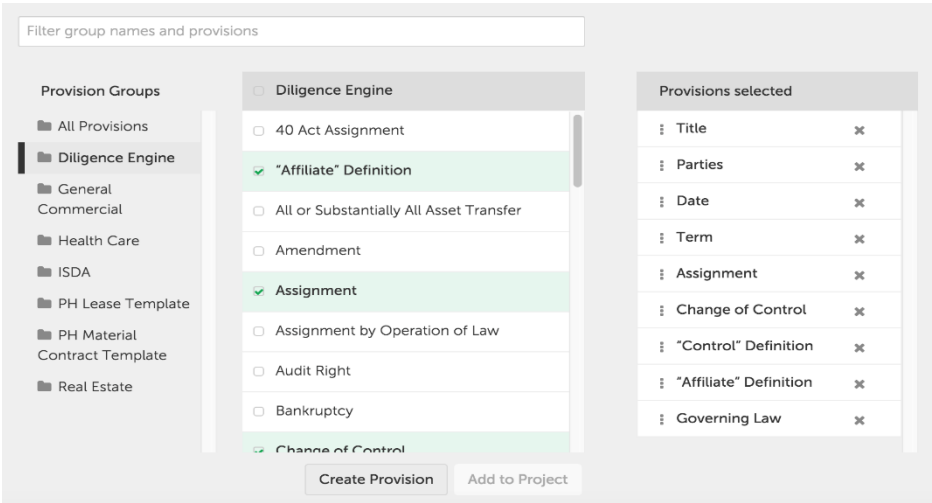 Filter group names and provisions
Provision Groups
All Provisions
Diligence Engine
General
Commercial
Health Care
ISDA
PH Lease Template
PH Material
Contract Template
Real Estate
Diligence Engine
40 Act Assignment
“Affiliate” Definition
All or Substantially All Asset Transfer
Amendment
Assignment
Assignment by Operation of Law
Audit Right
Bankruptcy
Change of Control
Provisions selected
Title
Parties
Date
Term
Assignment
Change of Control
“Control” Definition
“Affiliate” Definition
Governing Law
Create Provision
Add to Project